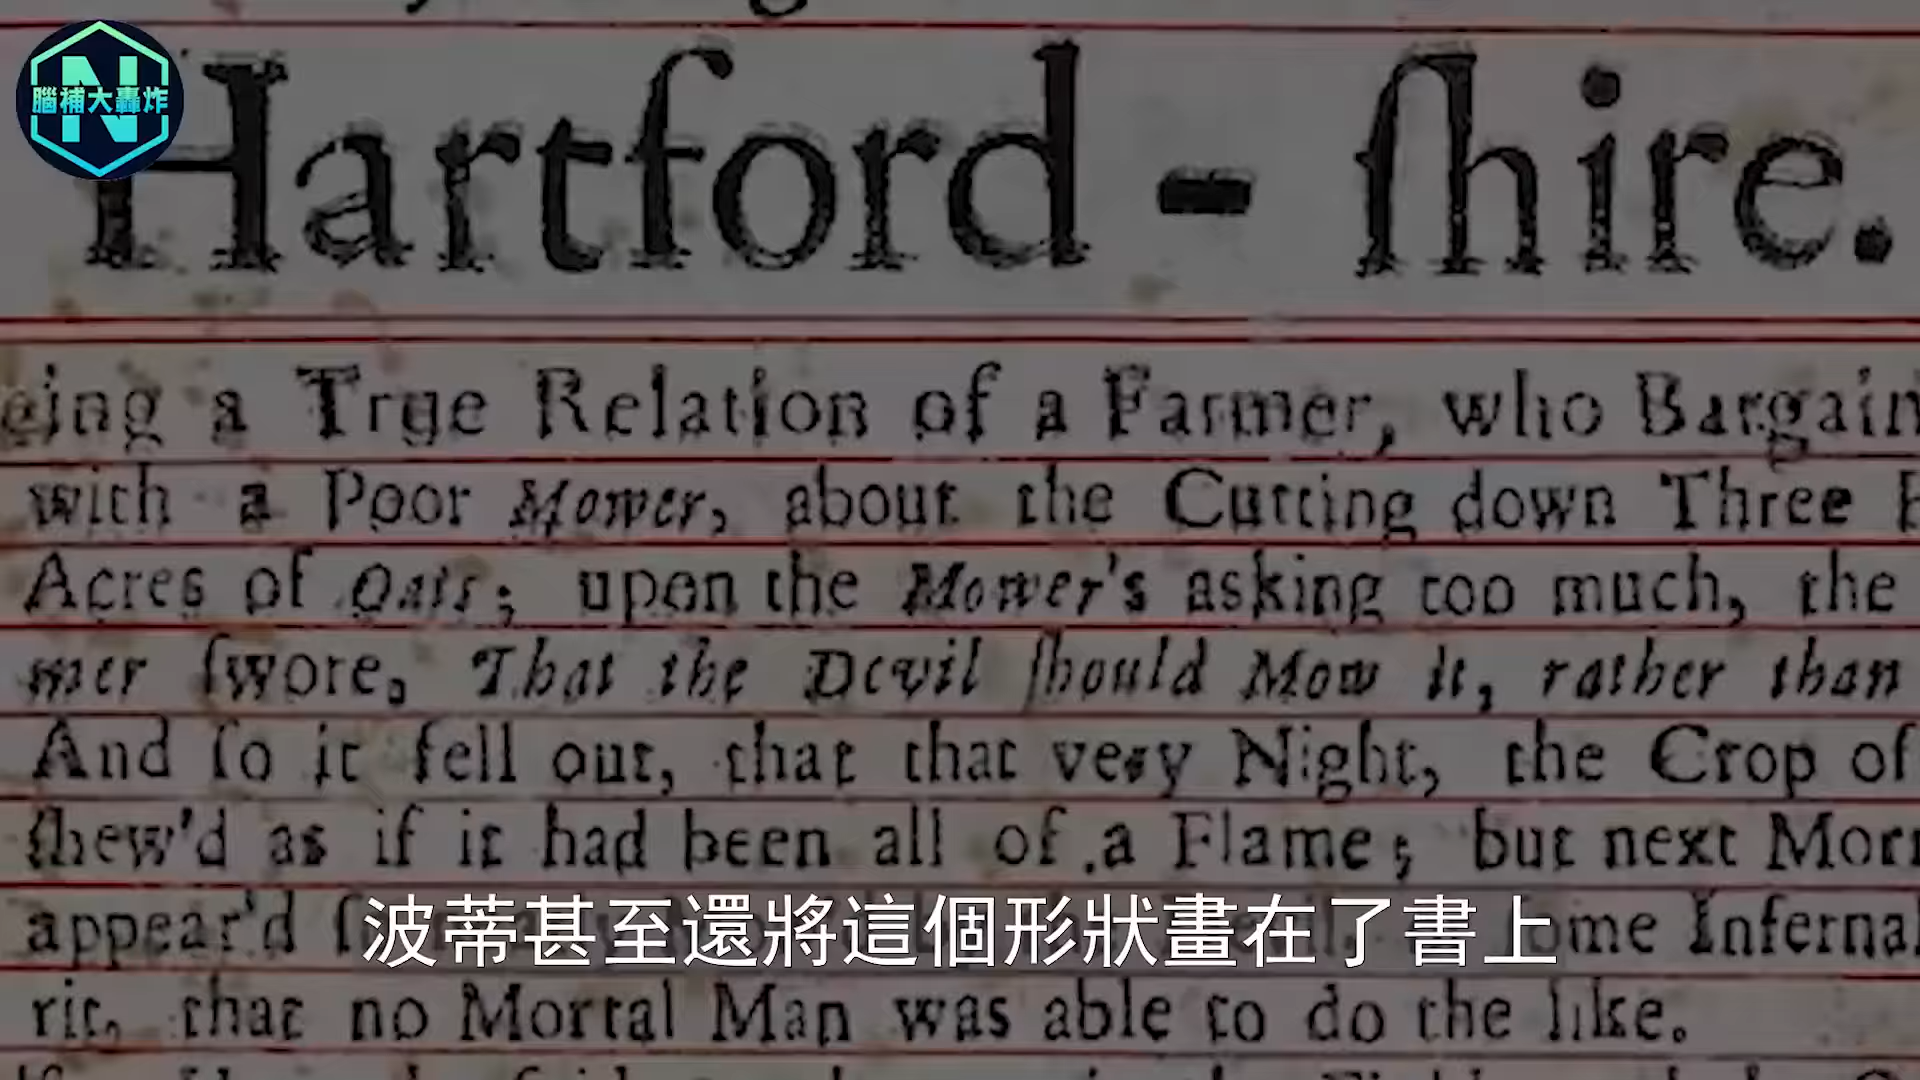 腦補大轟炸
Hartford - ſhire.
eing a Trye Relation of a Farmer, who Bargain
with a Poor Mower, about the Cutting down Three
Acres of Oats; upon the Mower's asking too much, the
mer ſwore, That the Devil ſhould Mow it, rather than
And ſo it fell out, that that very Night, the Crop of
ſhew'd as if it had been all of a Flame; but next Mor
appear'd ome Infernal
波蒂甚至還將這個形狀畫在了書上
rit, that no Mortal Man was able to do the like.